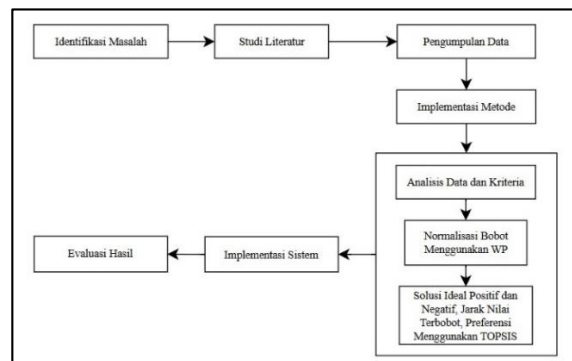 Identifikasi Masalah
Studi Literatur
Pengumpulan Data
Implementasi Metode
Analisis Data dan Kriteria
Normalisasi Bobot
Menggunakan WP
Solusi Ideal Positif dan
Negatif, Jarak Nilai
Terbobot, Preferensi
Menggunakan TOPSIS
Implementasi Sistem
Evaluasi Hasil